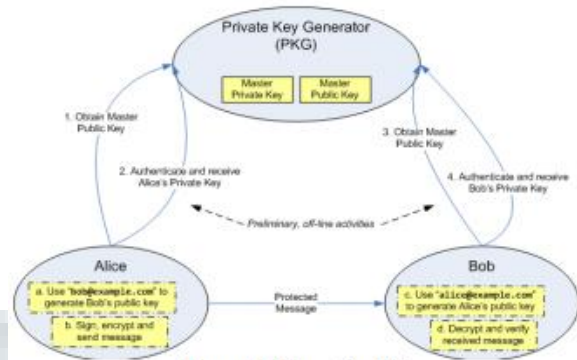 Private Key Generator
(PKG)
Master
Private Key
Master
Public Key
1. Obtain Master
Public Key
2. Authenticate and receive
Alice's Private Key
3. Obtain Master
Public Key
4. Authenticate and receive
Bob's Private Key
Preliminary, off-line activities
Alice
a. Use "bob@example.com" to
generate Bob's public key
b. Sign, encrypt and
send message
Protected
Message
Bob
c. Use "alice@example.com"
to generate Alice's public key
d. Decrypt and verify
received message